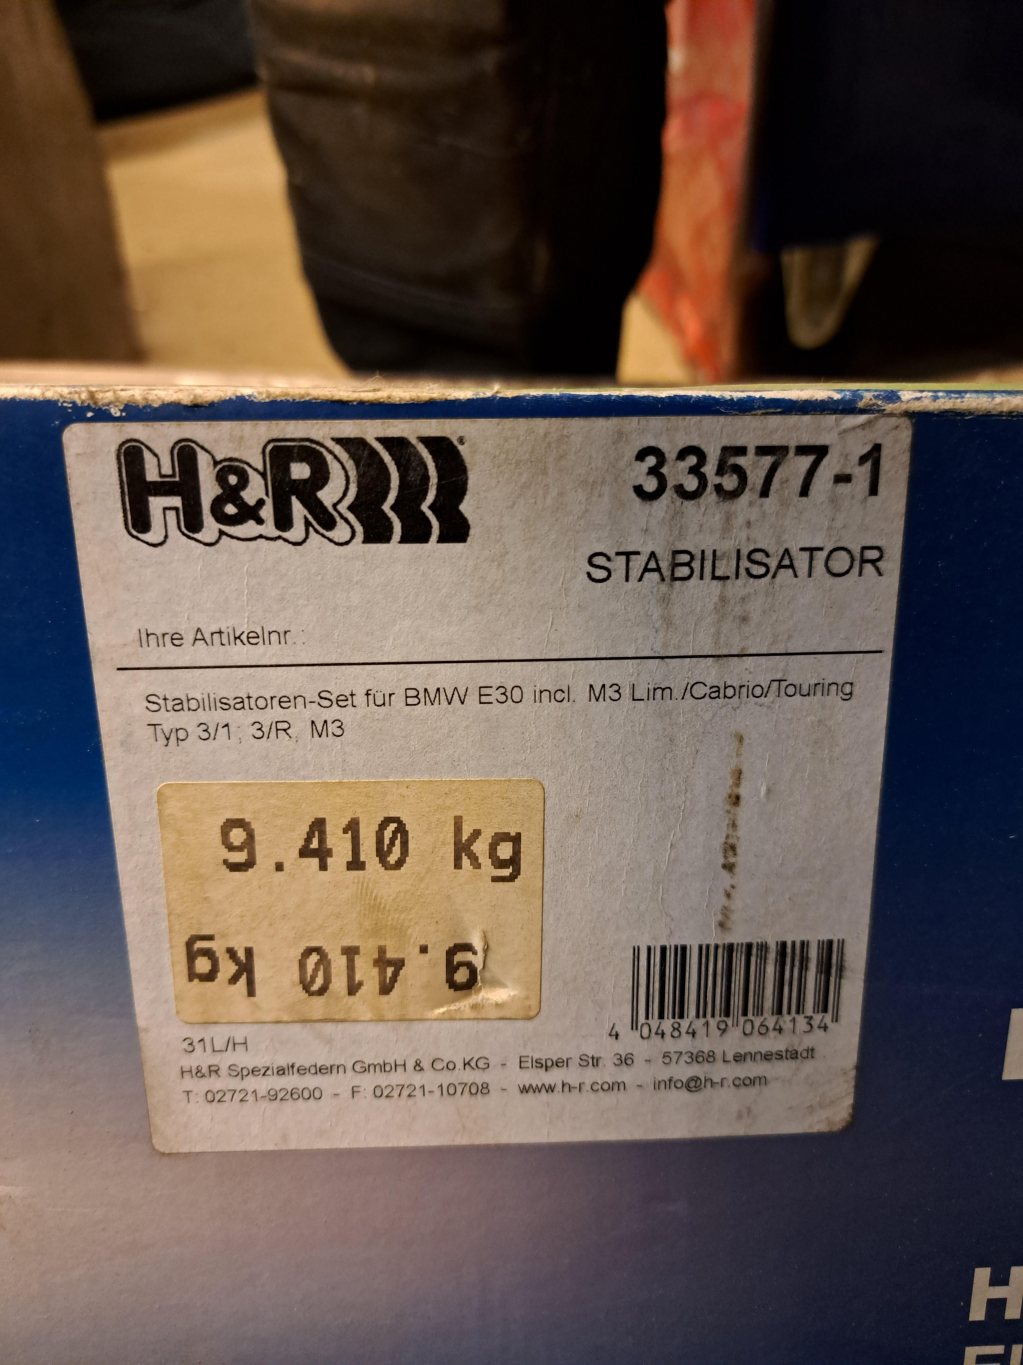 H&R®
33577-1
STABILISATOR
Ihre Artikelnr.:
Stabilisatoren-Set für BMW E30 incl. M3 Lim./Cabrio/Touring
Typ 3/1, 3/R, M3
9.410 kg
9.410 kg
4 048419 064134
31L/H
H&R Spezialfedern GmbH & Co.KG - Elsper Str. 36 - 57368 Lennestadt
T: 02721-92600 - F: 02721-10708 - www.h-r.com - info@h-r.com
H